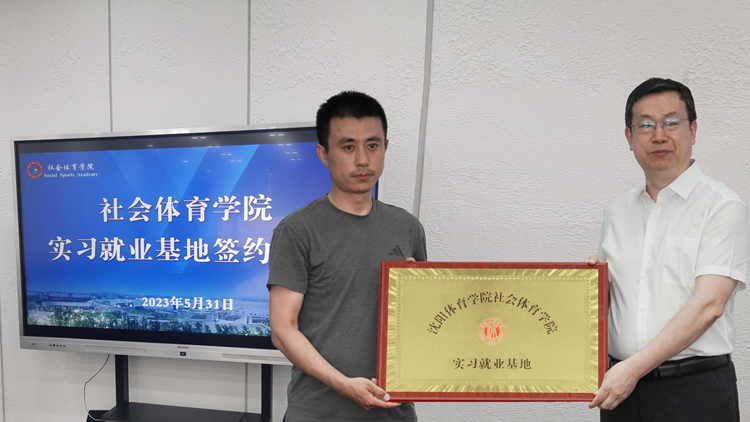 社会体育学院
Social Sports Academy
社会体育学院
实习就业基地签约
2023年5月31日
沈阳体育学院社会体育学院
实习就业基地